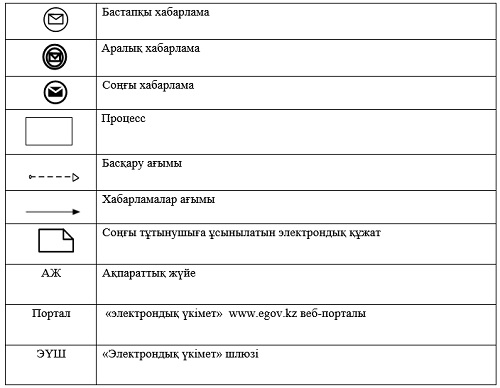 Бастапқы хабарлама
Аралық хабарлама
Соңғы хабарлама
Процесс
Басқару ағымы
Хабарламалар ағымы
Соңғы тұтынушыға ұсынылатын электрондық құжат
АЖ Ақпараттық жүйе
Портал «электрондық үкімет» www.egov.kz веб-порталы
ЭҮШ «Электрондық үкімет» шлюзі